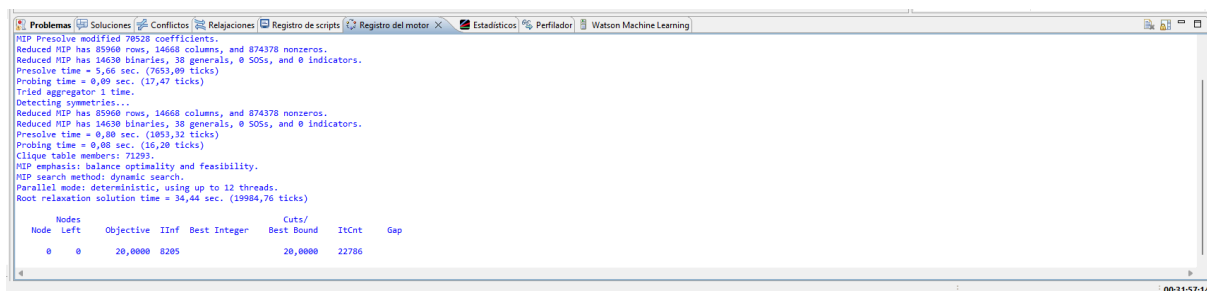 Problemas Soluciones Conflictos Relajaciones Registro de scripts Registro del motor Estadísticos Perfilador Watson Machine Learning
MIP Presolve modified 70528 coefficients.
Reduced MIP has 85960 rows, 14668 columns, and 874378 nonzeros.
Reduced MIP has 14630 binaries, 38 generals, 0 SOSs, and 0 indicators.
Presolve time = 5,66 sec. (7653,09 ticks)
Probing time = 0,09 sec. (17,47 ticks)
Tried aggregator 1 time.
Detecting symmetries...
Reduced MIP has 85960 rows, 14668 columns, and 874378 nonzeros.
Reduced MIP has 14630 binaries, 38 generals, 0 SOSs, and 0 indicators.
Presolve time = 0,80 sec. (1053,32 ticks)
Probing time = 0,08 sec. (16,20 ticks)
Clique table members: 71293.
MIP emphasis: balance optimality and feasibility.
MIP search method: dynamic search.
Parallel mode: deterministic, using up to 12 threads.
Root relaxation solution time = 34,44 sec. (19984,76 ticks)
Nodes Cuts/
Node Left Objective IInf Best Integer Best Bound ItCnt Gap
0 0 20,0000 8205 20,0000 22786
00:31:57:14